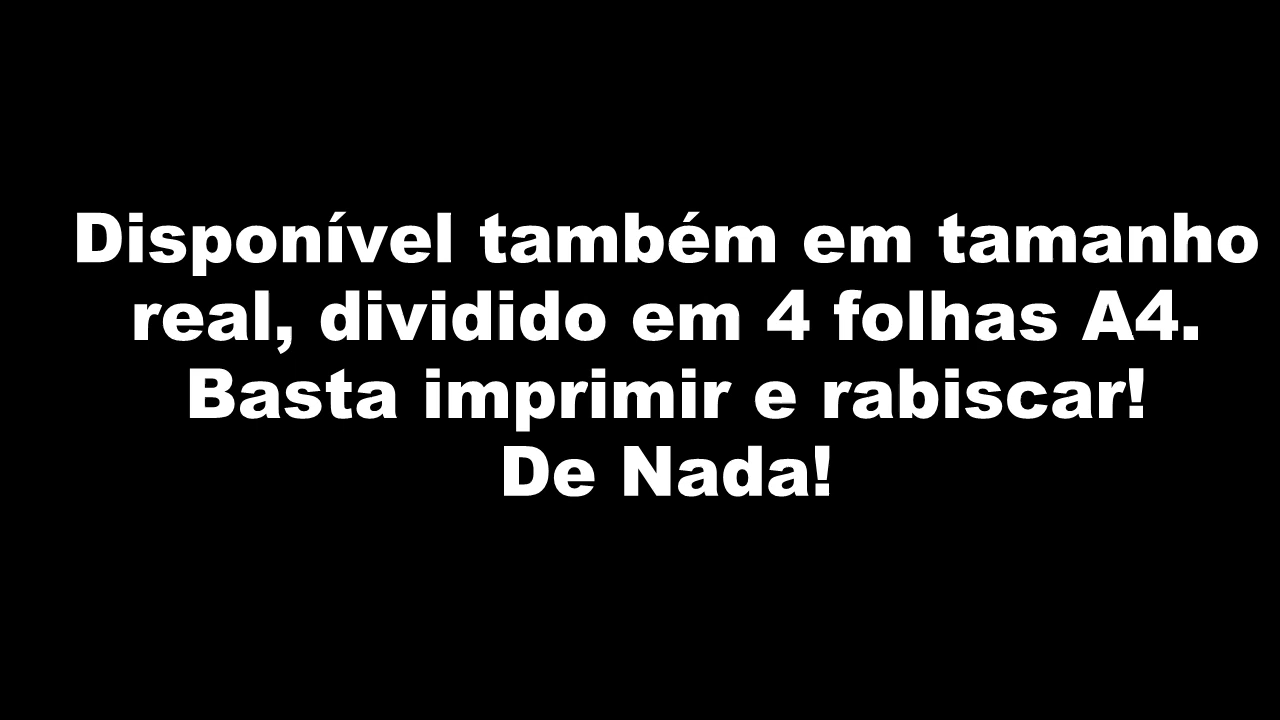 Disponível também em tamanho
real, dividido em 4 folhas A4.
Basta imprimir e rabiscar!
De Nada!